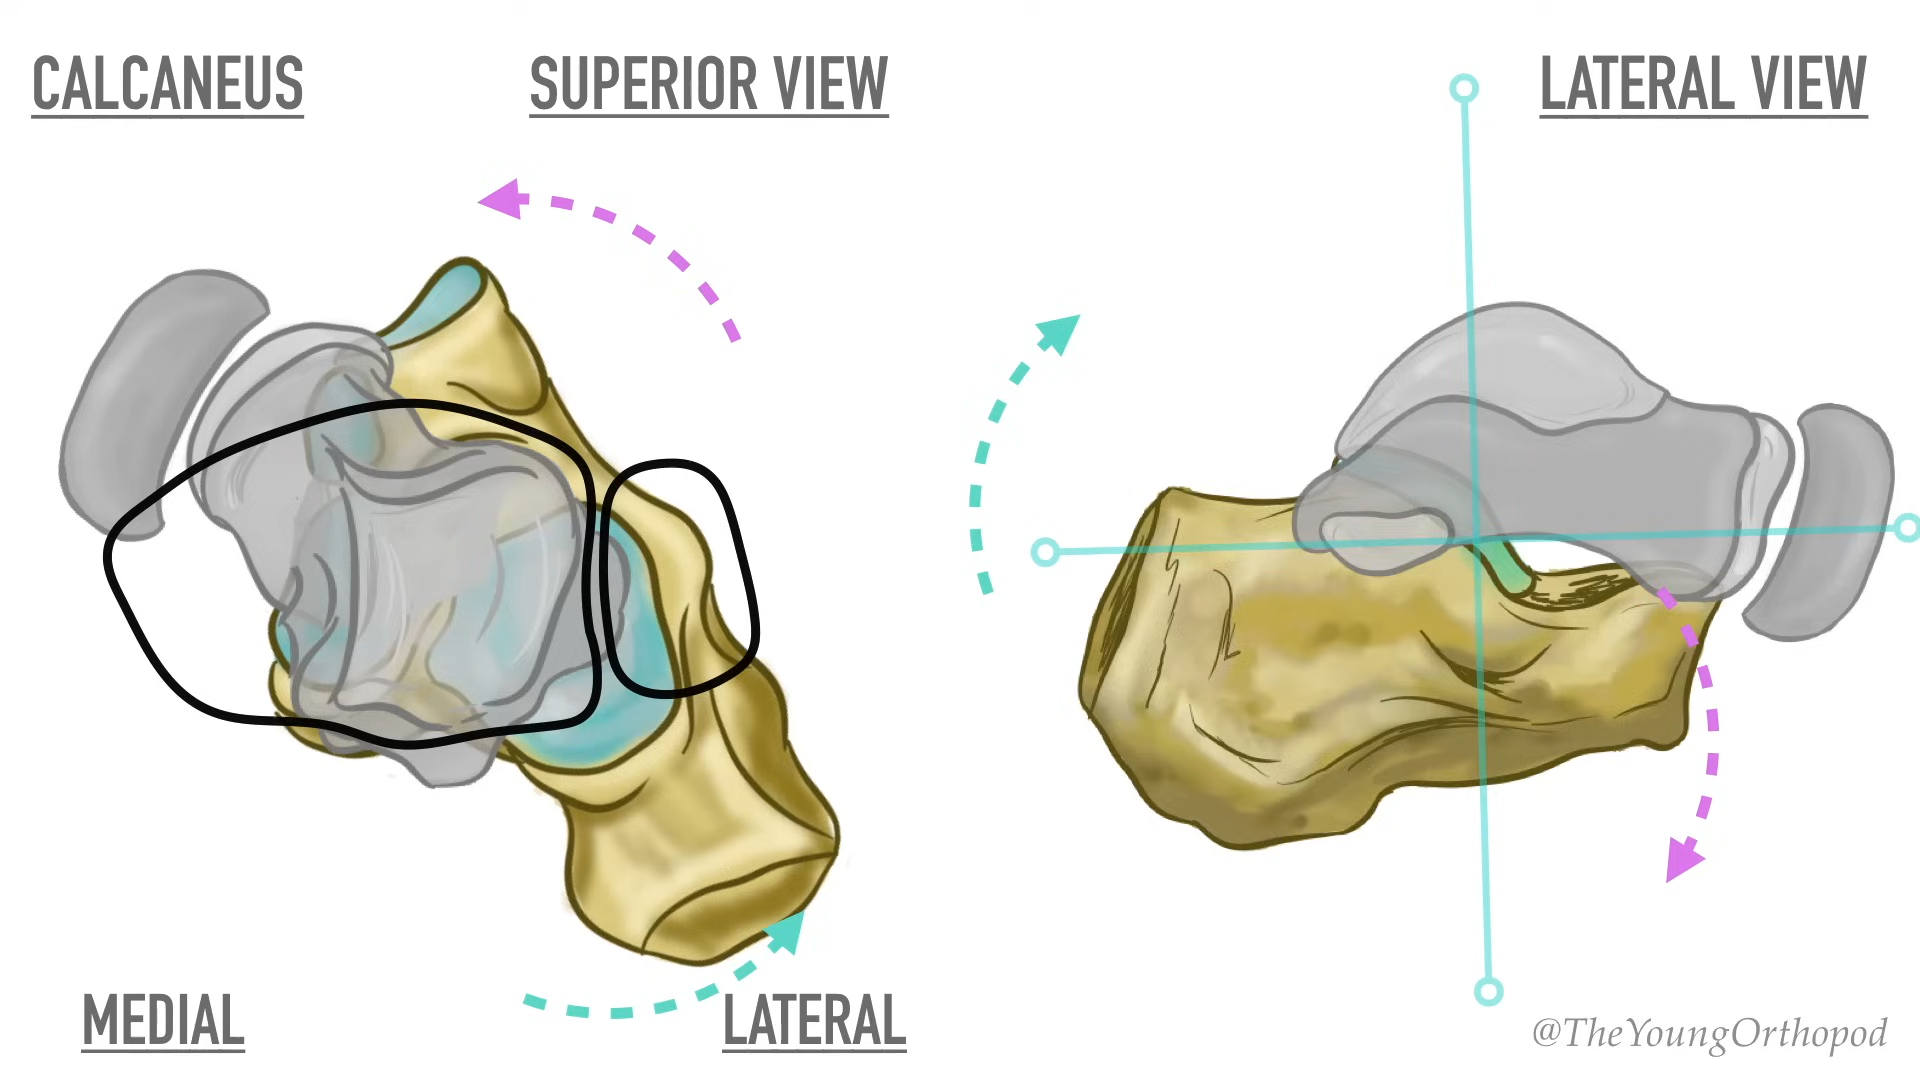 CALCANEUS
SUPERIOR VIEW
LATERAL VIEW
MEDIAL
LATERAL
@TheYoungOrthopod